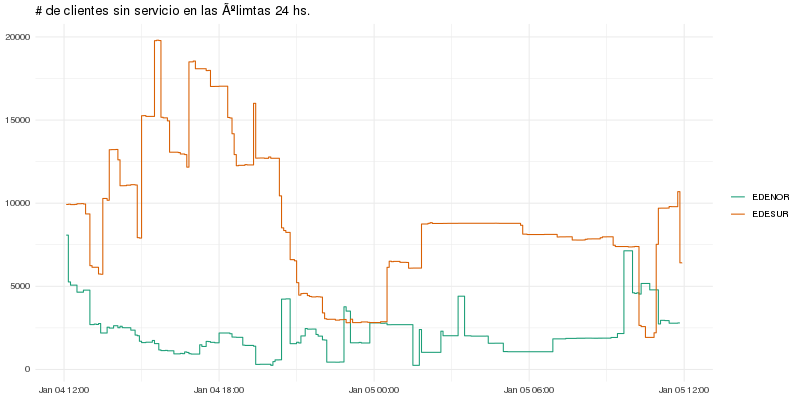 # de clientes sin servicio en las Ãºlimtas 24 hs.
20000
15000
10000
5000
0
Jan 04 12:00 Jan 04 18:00 Jan 05 00:00 Jan 05 06:00 Jan 05 12:00
EDENOR
EDESUR